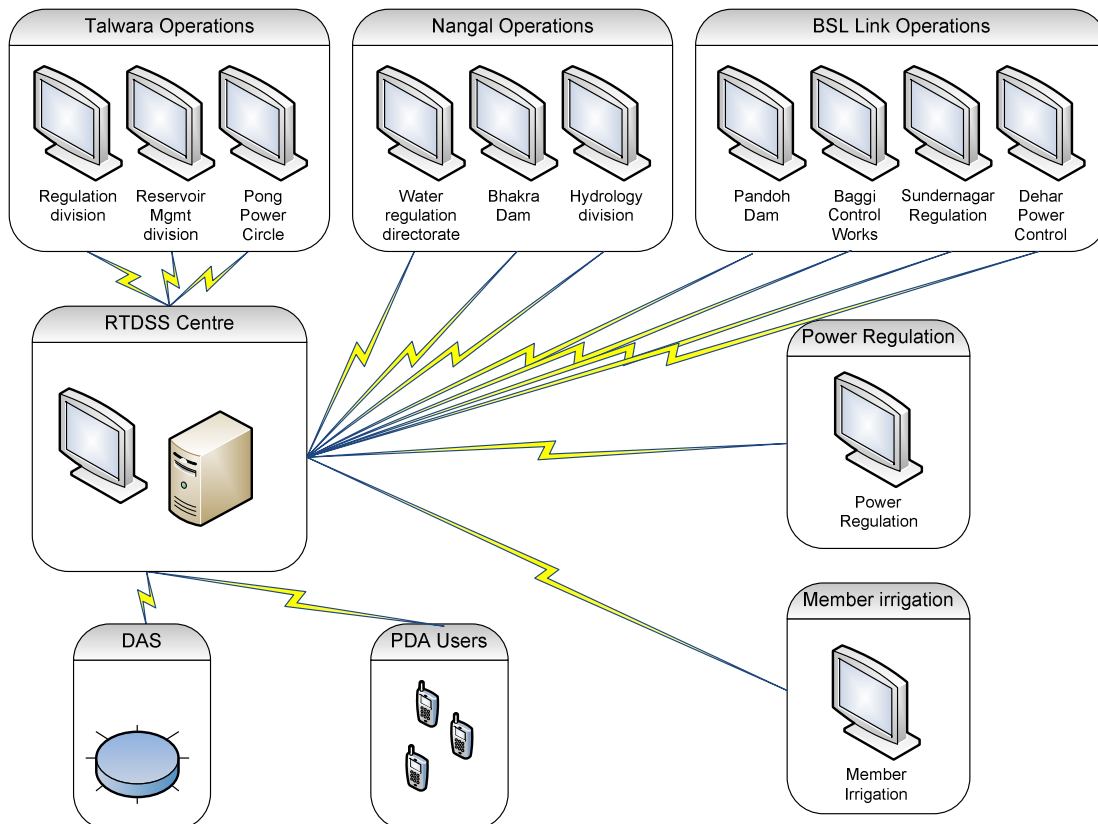 Talwara Operations
Regulation
division
Reservoir
Mgmt
division
Pong
Power
Circle
Nangal Operations
Water
regulation
directorate
Bhakra
Dam
Hydrology
division
BSL Link Operations
Pandoh
Dam
Baggi
Control
Works
Sundernagar
Regulation
Dehar
Power
Control
RTDSS Centre
Power Regulation
Power
Regulation
Member irrigation
Member
Irrigation
DAS
PDA Users